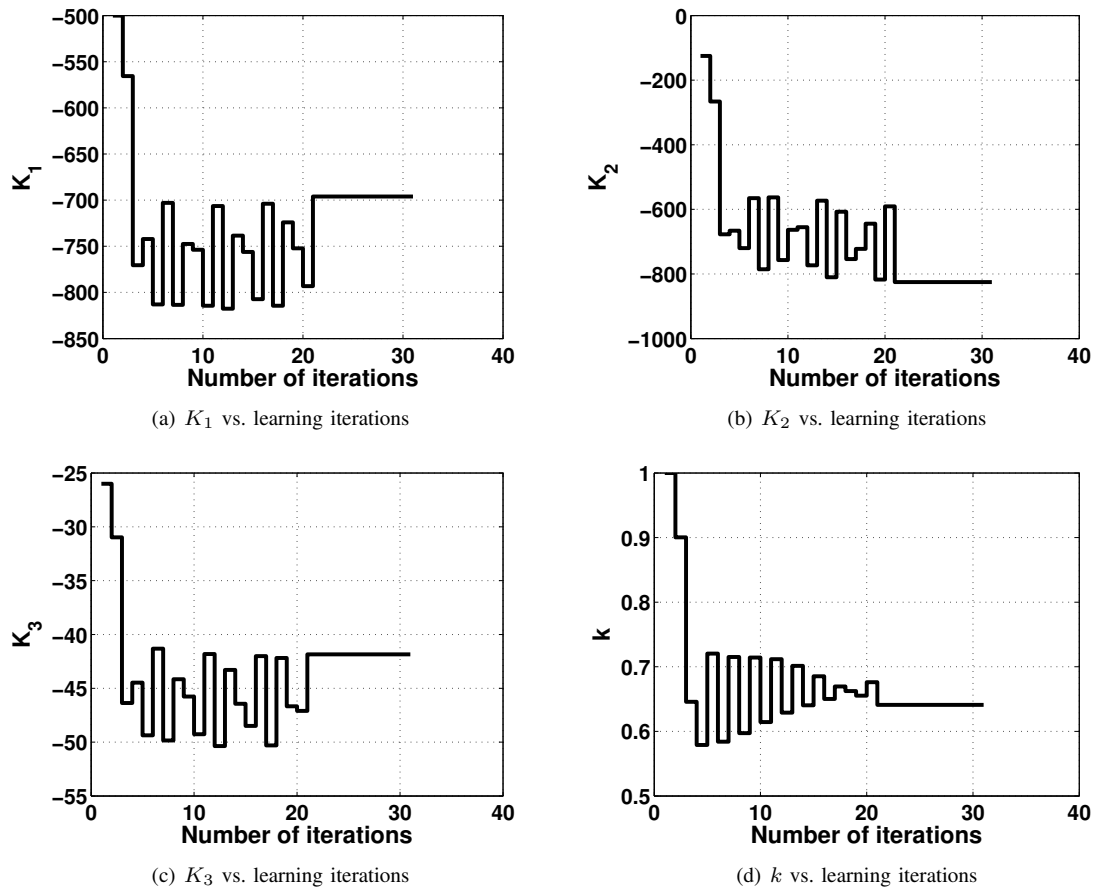 −500
−550
−600
−650
−700
−750
−800
−850
K1
0 10 20 30 40
Number of iterations
(a) K1 vs. learning iterations
0
−200
−400
−600
−800
−1000
K2
0 10 20 30 40
Number of iterations
(b) K2 vs. learning iterations
−25
−30
−35
−40
−45
−50
−55
K3
0 10 20 30 40
Number of iterations
(c) K3 vs. learning iterations
1
0.9
0.8
0.7
0.6
0.5
k
0 10 20 30 40
Number of iterations
(d) k vs. learning iterations